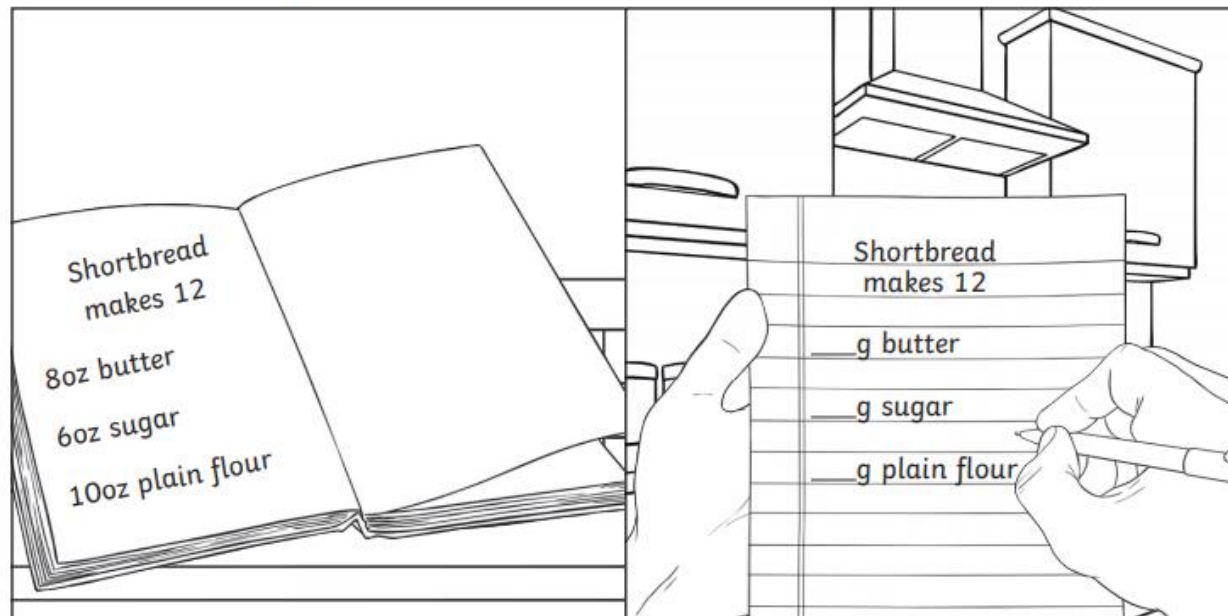 Shortbread
makes 12
8oz butter
6oz sugar
10oz plain flour
Shortbread
makes 12
___g butter
___g sugar
___g plain flour